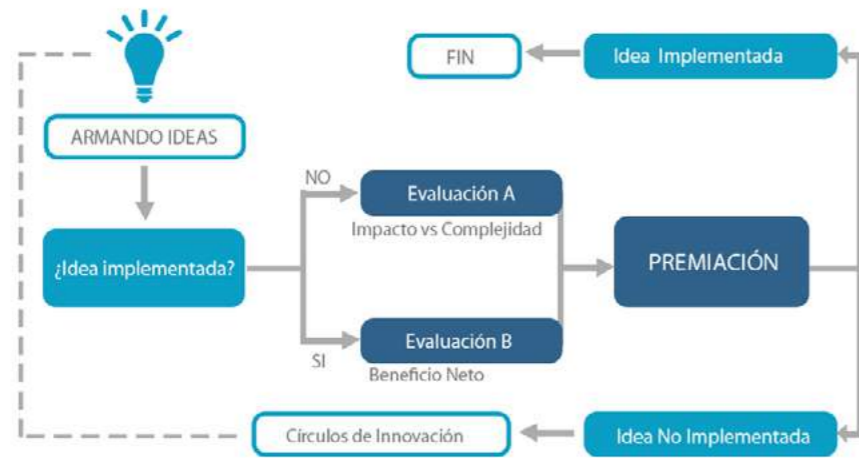 FIN
Idea Implementada
ARMANDO IDEAS
¿Idea implementada?
NO
Evaluación A
Impacto vs Complejidad
PREMIACIÓN
SI
Evaluación B
Beneficio Neto
Círculos de Innovación
Idea No Implementada